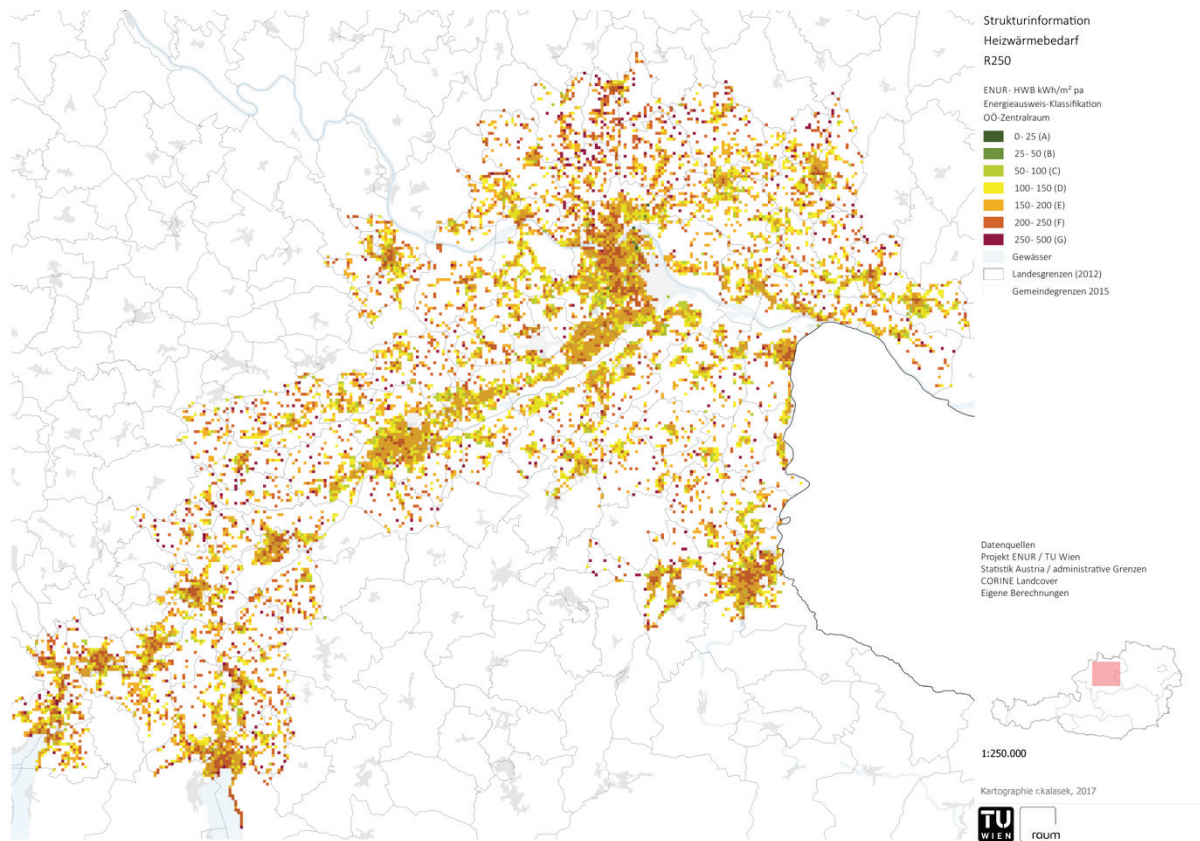 Strukturinformation
Heizwärmebedarf
R250
ENUR- HWB kWh/m² pa
Energieausweis-Klassifikation
OÖ-Zentralraum
0- 25 (A)
25- 50 (B)
50- 100 (C)
100- 150 (D)
150- 200 (E)
200- 250 (F)
250- 500 (G)
Gewässer
Landesgrenzen (2012)
Gemeindegrenzen 2015
Datenquellen
Projekt ENUR / TU Wien
Statistik Austria / administrative Grenzen
CORINE Landcover
Eigene Berechnungen
1:250.000
Kartographie r.kalasek, 2017
TU
WIEN
raum